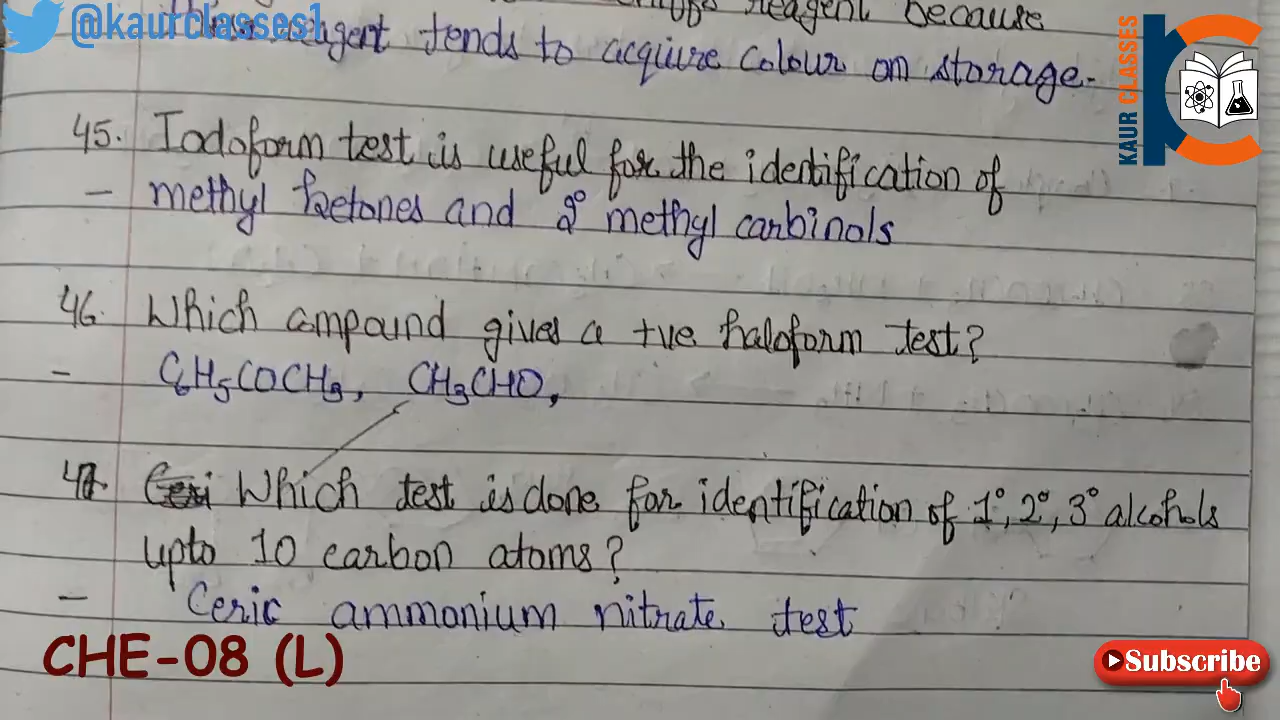 Schiff's reagent because
@kaurclasses1
reagent tends to acquire colour on storage.
KAUR CLASSES
45. Iodoform test is useful for the identification of
- methyl ketones and 2° methyl carbinols
46. Which compound gives a +ve haloform test?
- C6H5COCH3, CH3CHO,
47. Which test is done for identification of 1°, 2°, 3° alcohols
upto 10 carbon atoms?
- Ceric ammonium nitrate test
CHE-08 (L)
Subscribe